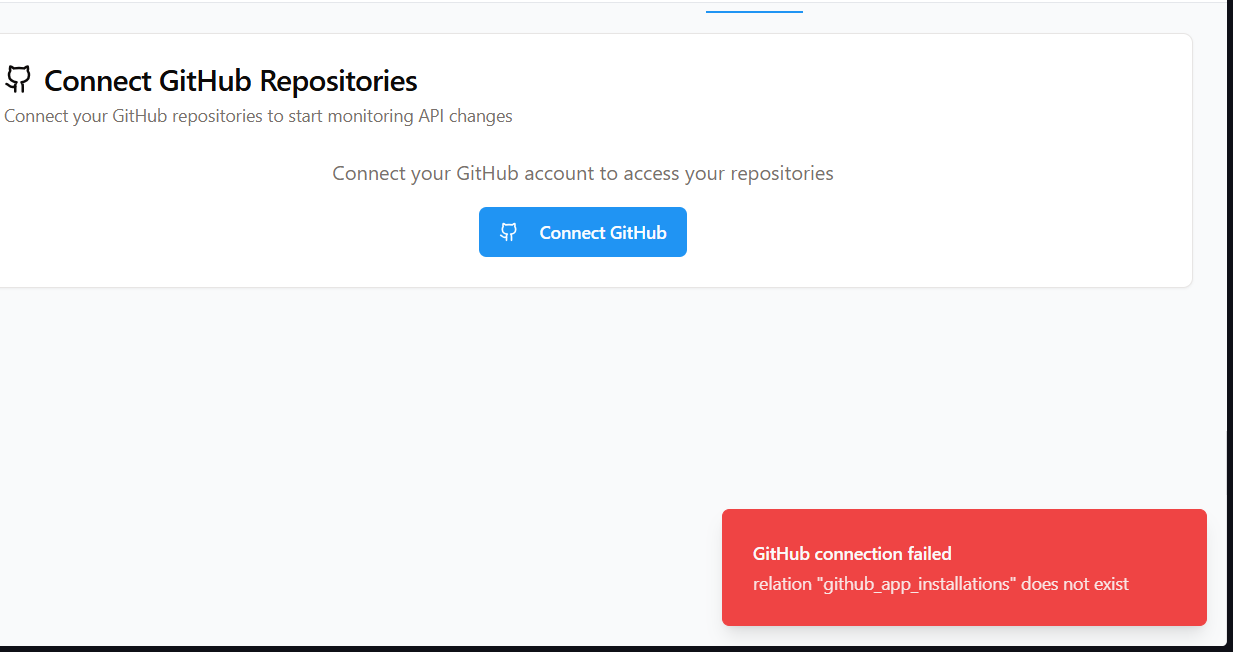 Connect GitHub Repositories
Connect your GitHub repositories to start monitoring API changes
Connect your GitHub account to access your repositories
Connect GitHub
GitHub connection failed
relation "github_app_installations" does not exist